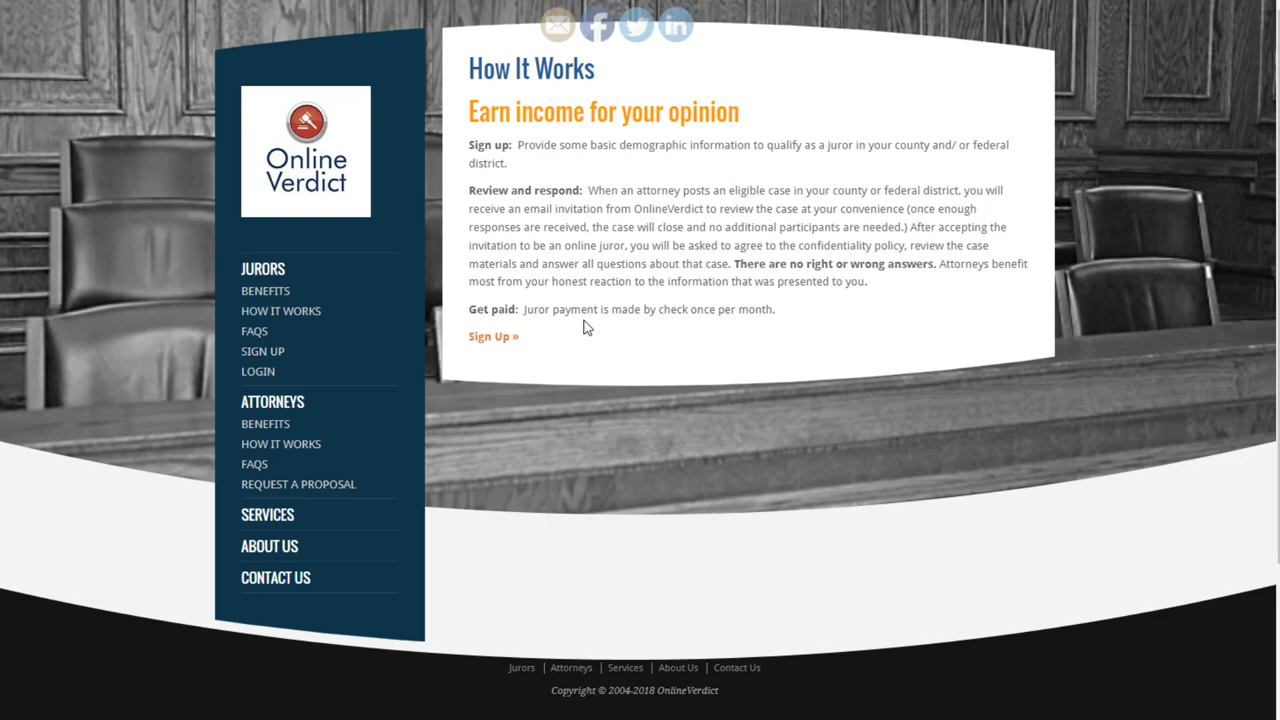 Online
Verdict
JURORS
BENEFITS
HOW IT WORKS
FAQS
SIGN UP
LOGIN
ATTORNEYS
BENEFITS
HOW IT WORKS
FAQS
REQUEST A PROPOSAL
SERVICES
ABOUT US
CONTACT US
How It Works
Earn income for your opinion
Sign up: Provide some basic demographic information to qualify as a juror in your county and/ or federal
district.
Review and respond: When an attorney posts an eligible case in your county or federal district, you will
receive an email invitation from OnlineVerdict to review the case at your convenience (once enough
responses are received, the case will close and no additional participants are needed.) After accepting the
invitation to be an online juror, you will be asked to agree to the confidentiality policy, review the case
materials and answer all questions about that case. There are no right or wrong answers. Attorneys benefit
most from your honest reaction to the information that was presented to you.
Get paid: Juror payment is made by check once per month.
Sign Up »
Jurors | Attorneys | Services | About Us | Contact Us
Copyright © 2004-2018 OnlineVerdict